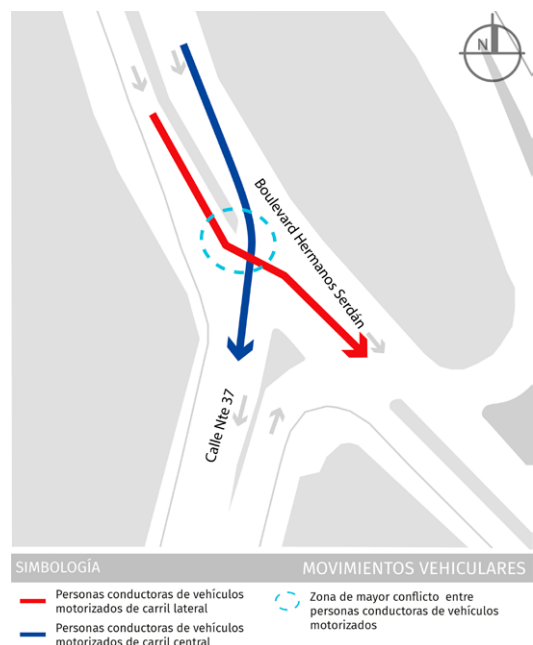 N
Boulevard Hermanos Serdán
Calle Nte 37
SIMBOLOGÍA
MOVIMIENTOS VEHICULARES
Personas conductoras de vehículos
motorizados de carril lateral
Zona de mayor conflicto entre
personas conductoras de vehículos
motorizados
Personas conductoras de vehículos
motorizados de carril central